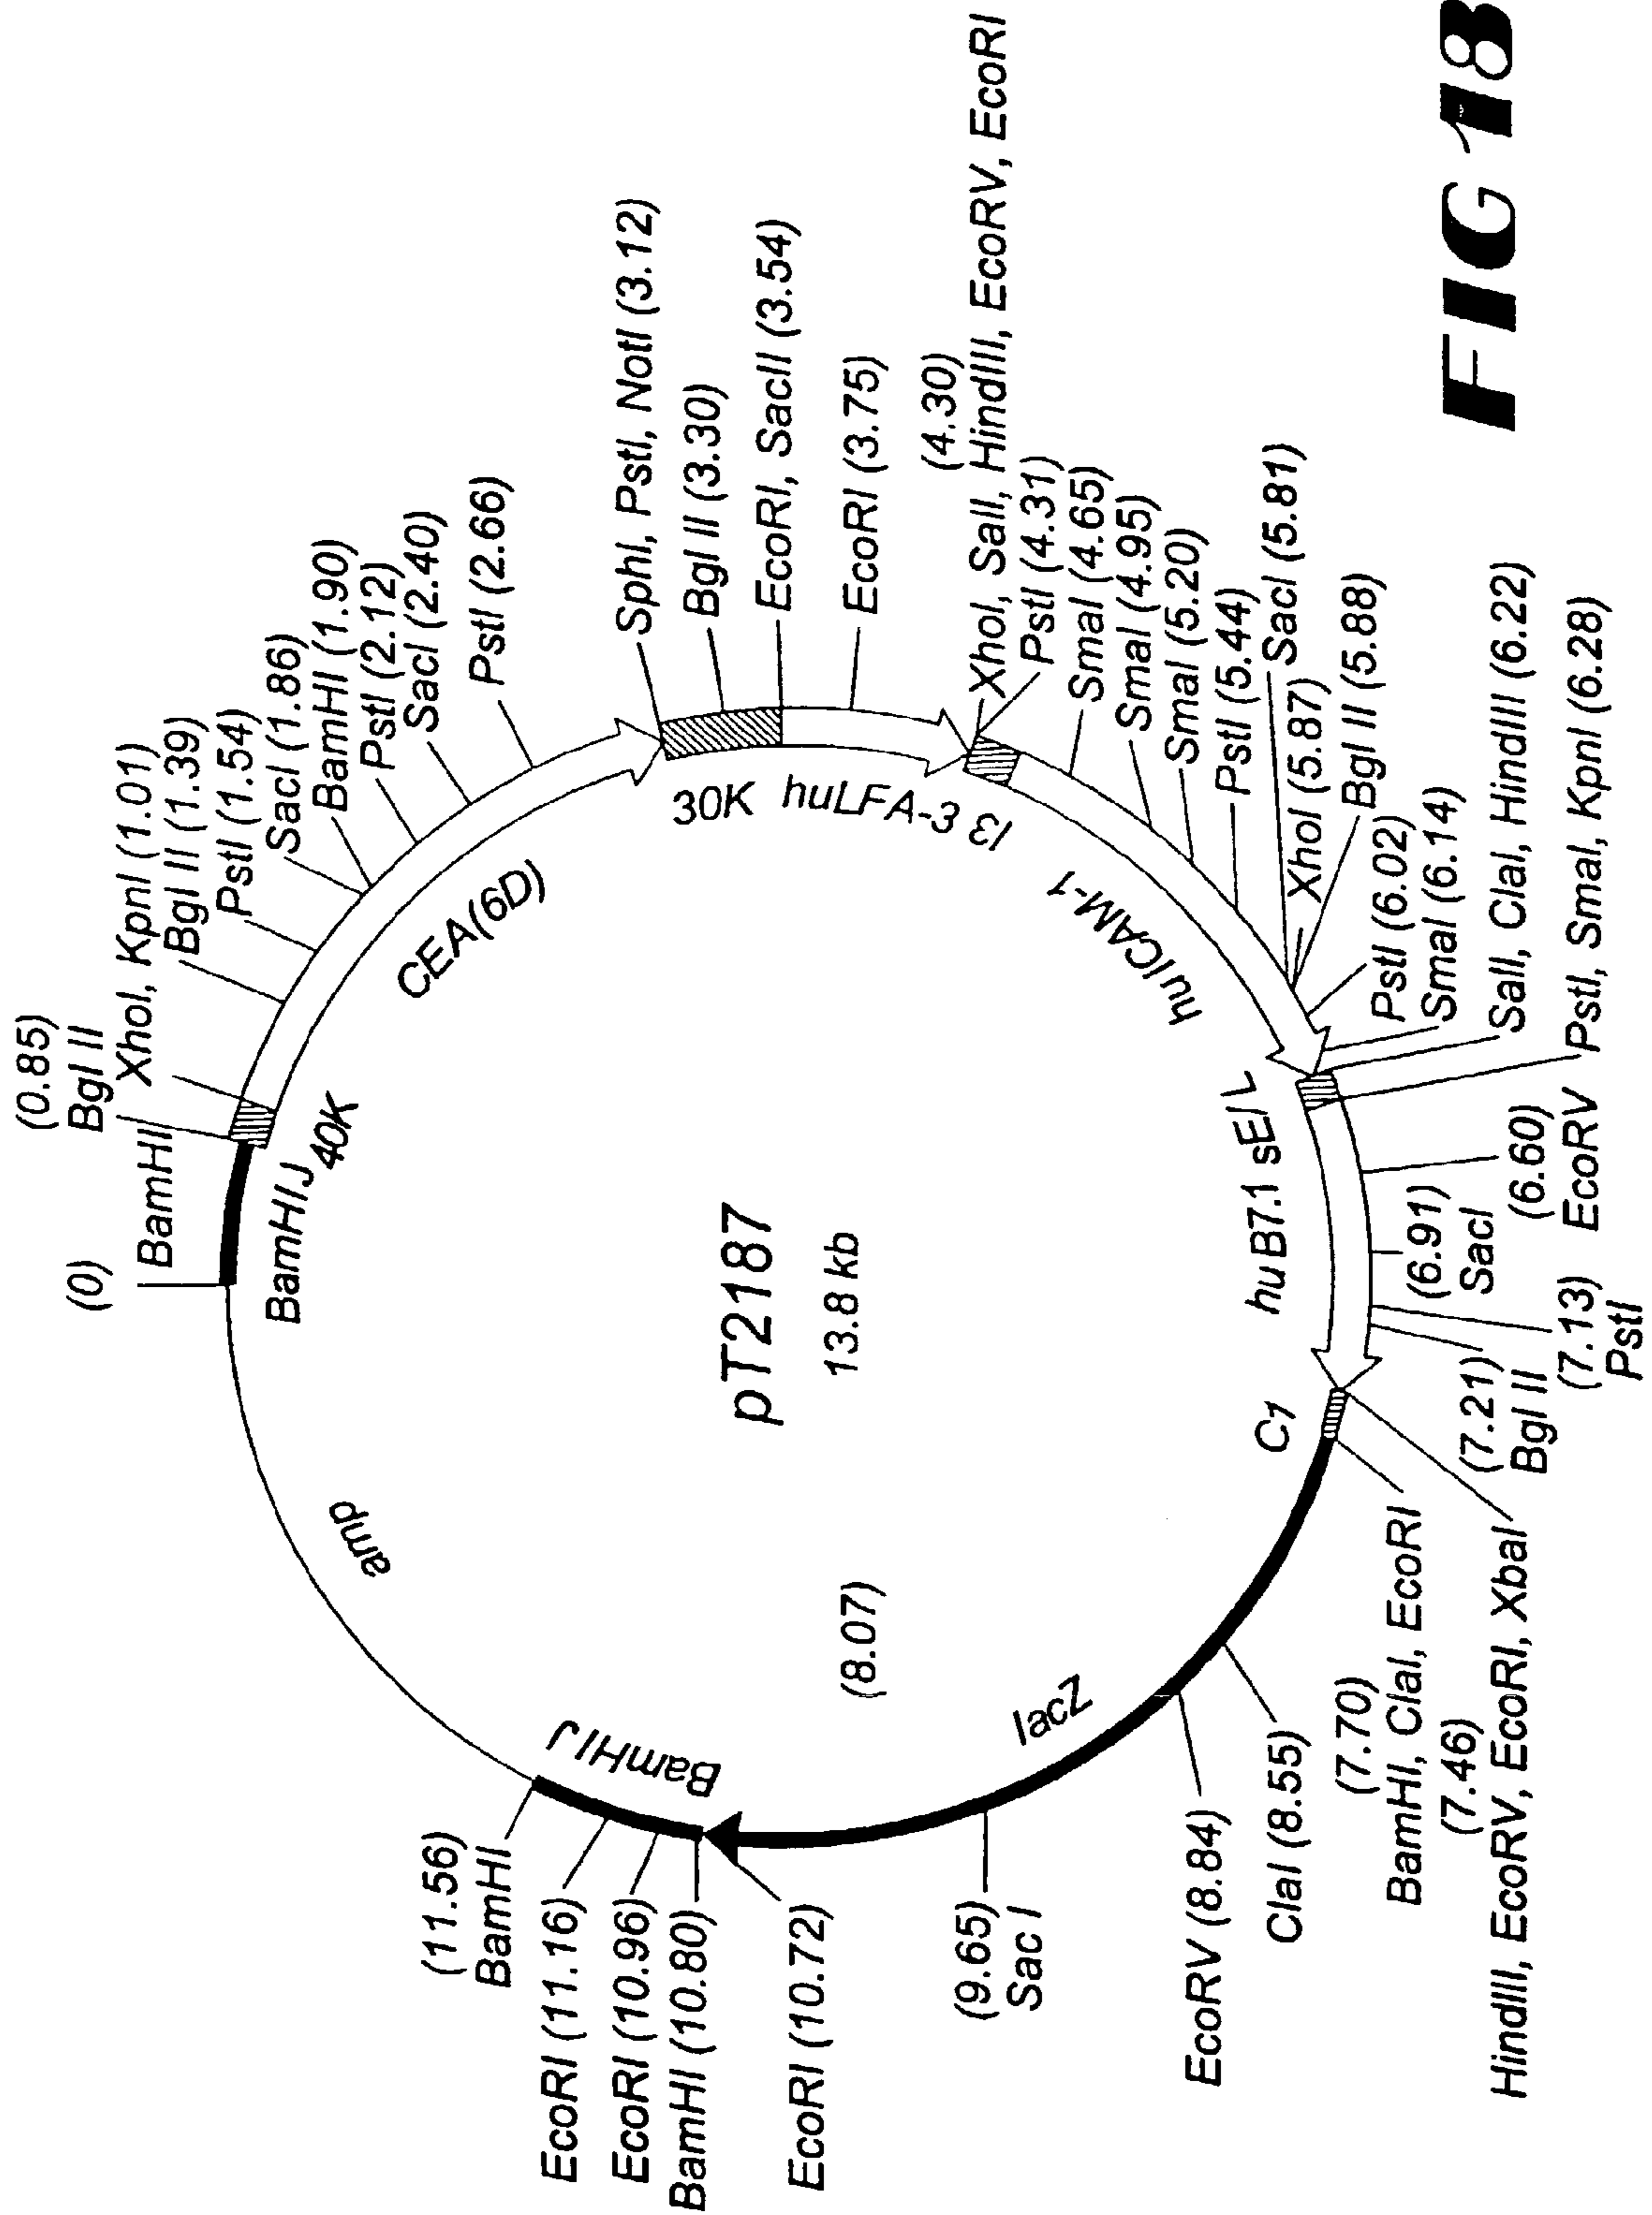 (0)
BamHI
(0.85)
Bgl II
XhoI, KpnI (1.01)
Bgl II (1.39)
PstI (1.54)
SacI (1.86)
BamHI (1.90)
PstI (2.12)
SacI (2.40)
PstI (2.66)
SphI, PstI, NotI (3.12)
Bgl II (3.30)
EcoRI, SacII (3.54)
EcoRI (3.75)
(4.30)
XhoI, SalI, HindIII, EcoRV, EcoRI
PstI (4.31)
SmaI (4.65)
SmaI (4.95)
SmaI (5.20)
PstI (5.44)
SacI (5.81)
XhoI (5.87)
Bgl II (5.88)
PstI (6.02)
SmaI (6.14)
SalI, ClaI, HindIII (6.22)
PstI, SmaI, KpnI (6.28)
(6.60)
EcoRV
(6.91)
SacI
(7.13)
PstI
(7.21)
Bgl II
(7.46)
HindIII, EcoRV, EcoRI, XbaI
(7.70)
BamHI, ClaI, EcoRI
ClaI (8.55)
EcoRV (8.84)
(9.65)
Sac I
EcoRI (10.72)
BamHI (10.80)
EcoRI (10.96)
EcoRI (11.16)
(11.56)
BamHI
BamHIJ
40K
CEA(6D)
30K
huLFA-3
I3
huICAM-1
sE/L
huB7.1
C1
lacZ
(8.07)
BamHIJ
amp
pT2187
13.8 kb
FIG 18